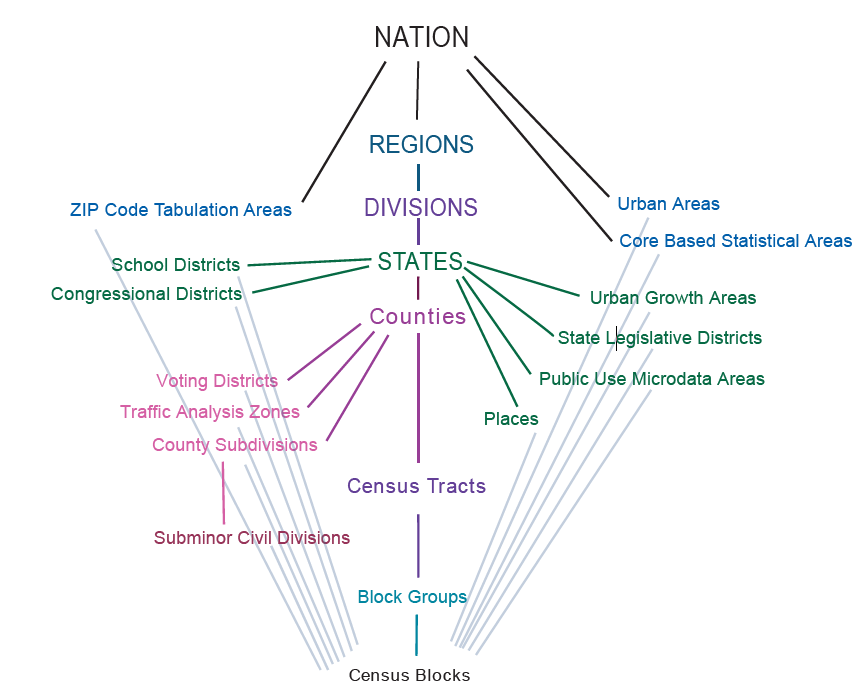 NATION
REGIONS
ZIP Code Tabulation Areas
DIVISIONS
Urban Areas
Core Based Statistical Areas
School Districts
STATES
Congressional Districts
Urban Growth Areas
Counties
State Legislative Districts
Voting Districts
Public Use Microdata Areas
Traffic Analysis Zones
Places
County Subdivisions
Census Tracts
Subminor Civil Divisions
Block Groups
Census Blocks